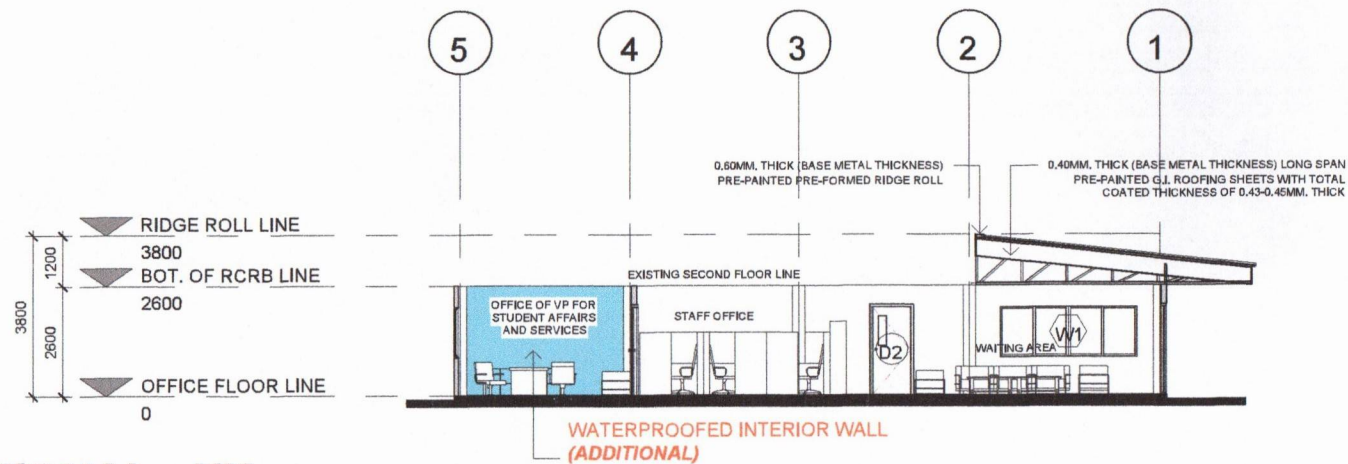 5
4
3
2
1
0.60MM. THICK (BASE METAL THICKNESS)
PRE-PAINTED PRE-FORMED RIDGE ROLL
0.40MM. THICK (BASE METAL THICKNESS) LONG SPAN
PRE-PAINTED G.I. ROOFING SHEETS WITH TOTAL
COATED THICKNESS OF 0.43-0.45MM. THICK
RIDGE ROLL LINE
3800
BOT. OF RCRB LINE
2600
OFFICE FLOOR LINE
0
3800
1200
2600
EXISTING SECOND FLOOR LINE
OFFICE OF VP FOR
STUDENT AFFAIRS
AND SERVICES
STAFF OFFICE
D2
WAITING AREA
W1
WATERPROOFED INTERIOR WALL
(ADDITIONAL)